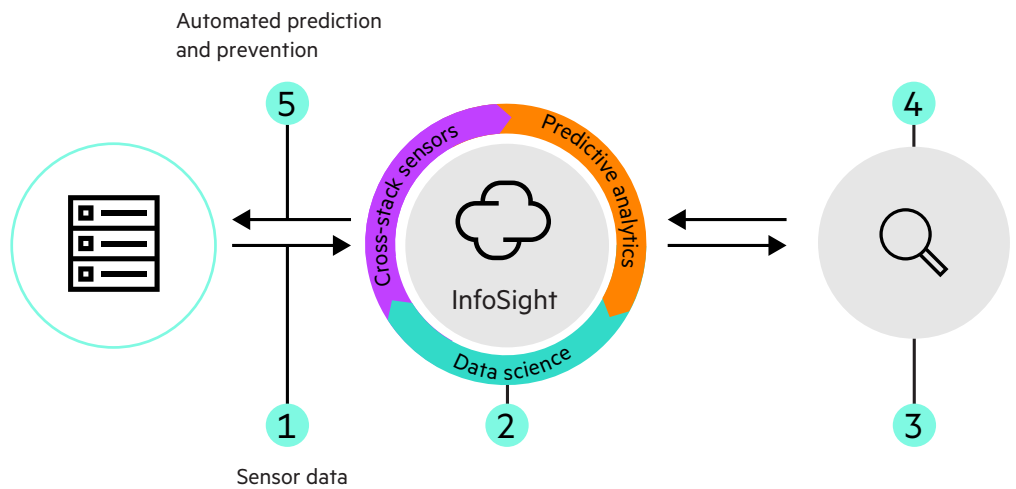 Automated prediction
and prevention
5
4
Cross-stack sensors
Predictive analytics
InfoSight
Data science
1
2
3
Sensor data